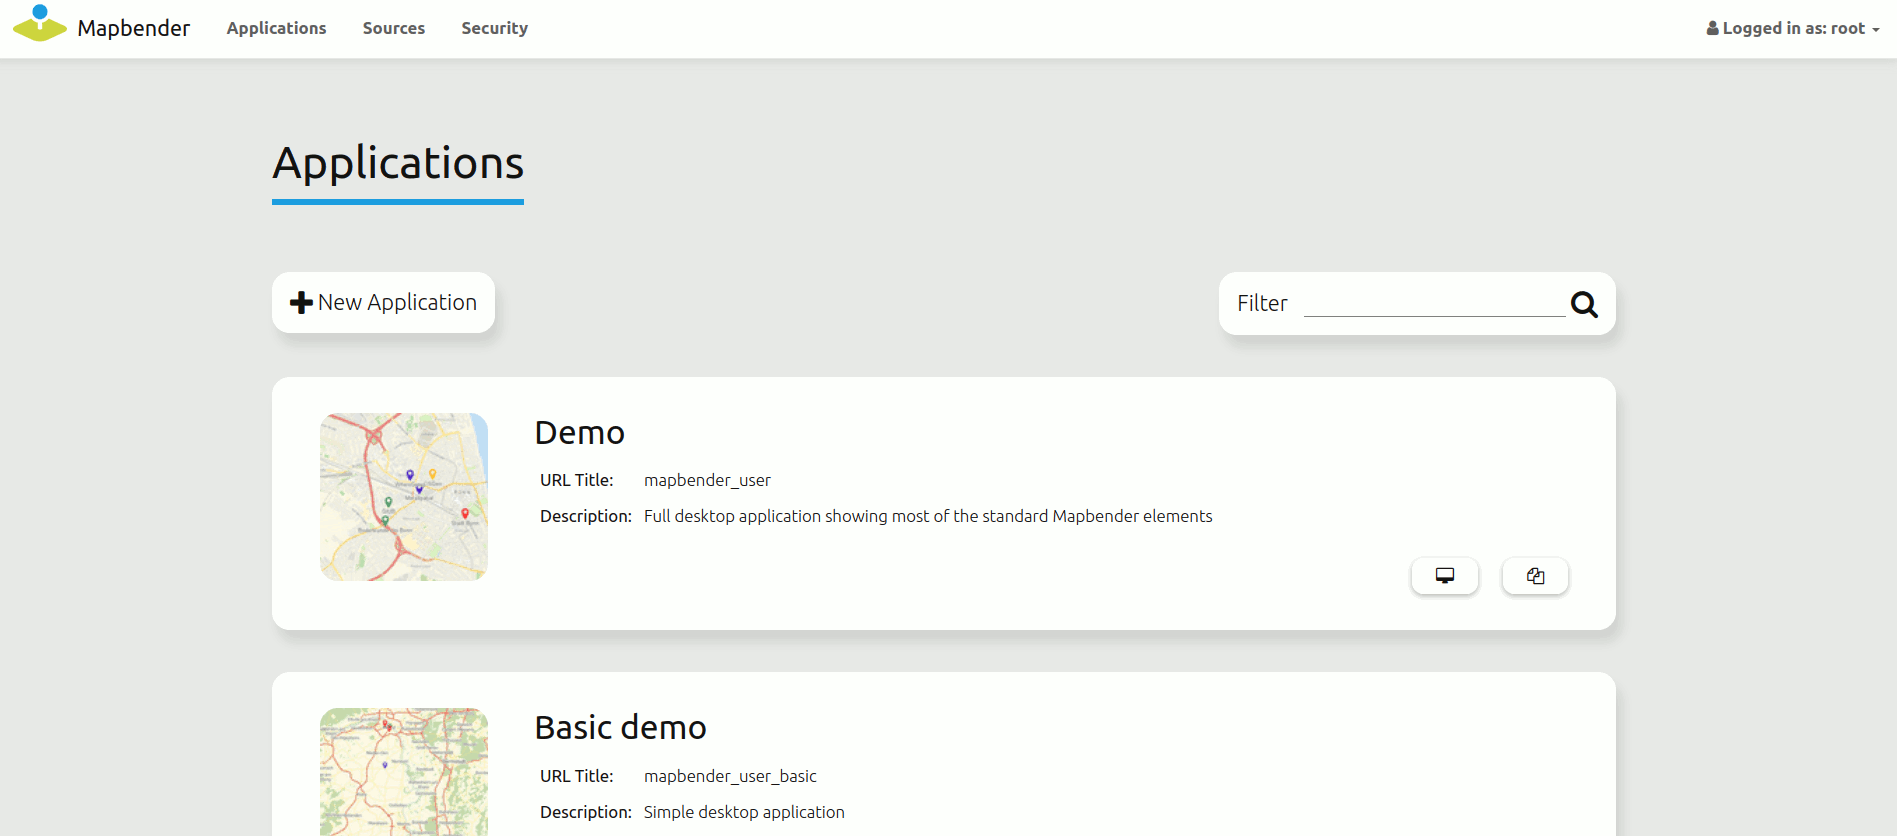 Mapbender Applications Sources Security Logged in as: root
Applications
New Application
Filter
Demo
URL Title: mapbender_user
Description: Full desktop application showing most of the standard Mapbender elements
Basic demo
URL Title: mapbender_user_basic
Description: Simple desktop application